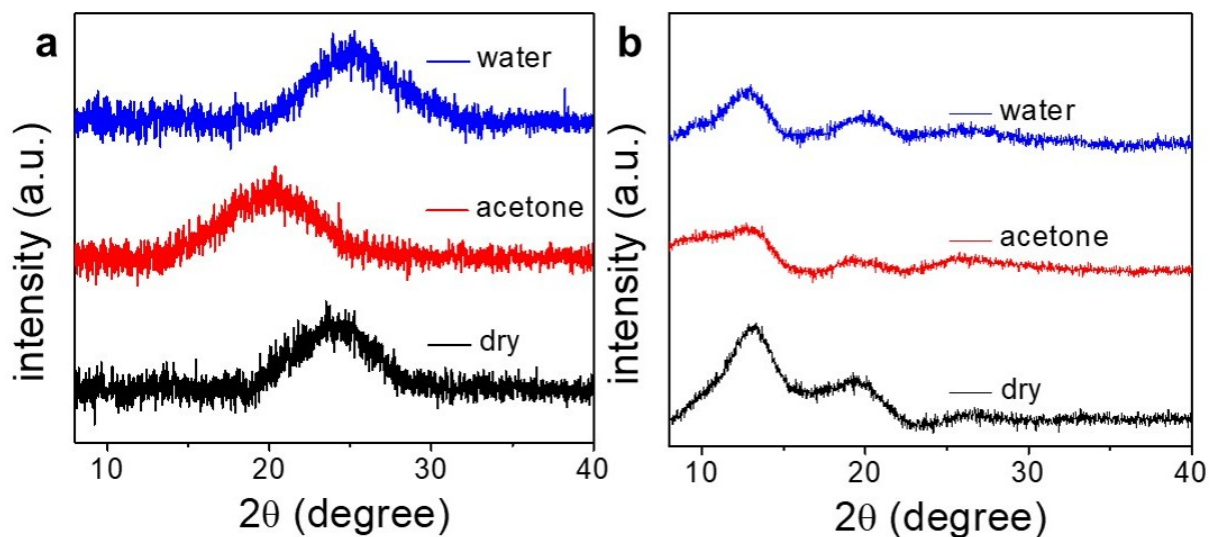 a
water
acetone
dry
intensity (a.u.)
10 20 30 40
2θ (degree)
b
water
acetone
dry
intensity (a.u.)
10 20 30 40
2θ (degree)